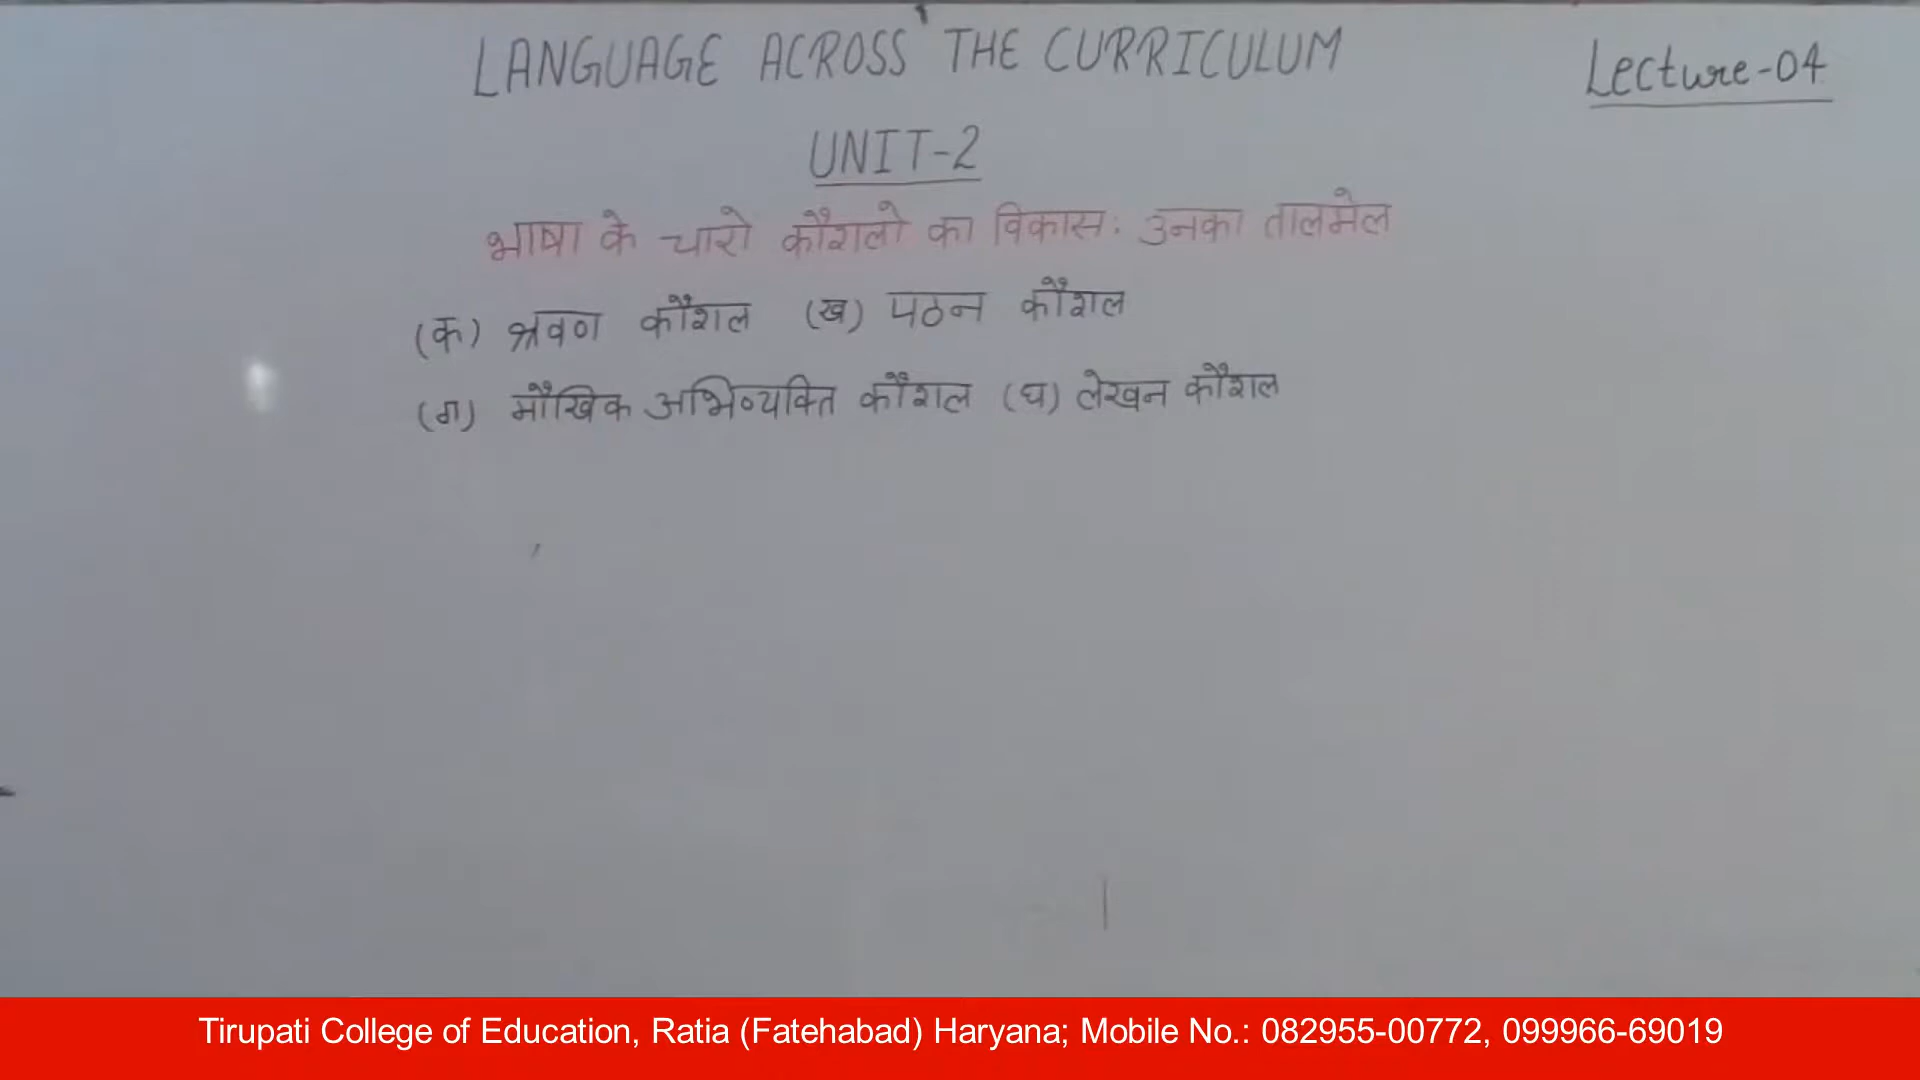 LANGUAGE ACROSS THE CURRICULUM
Lecture-04
UNIT-2
भाषा के चारो कौशलो का विकास: उनका तालमेल
(क) श्रवण कौशल (ख) पठन कौशल
(ग) मौखिक अभिव्यक्ति कौशल (घ) लेखन कौशल
Tirupati College of Education, Ratia (Fatehabad) Haryana; Mobile No.: 082955-00772, 099966-69019